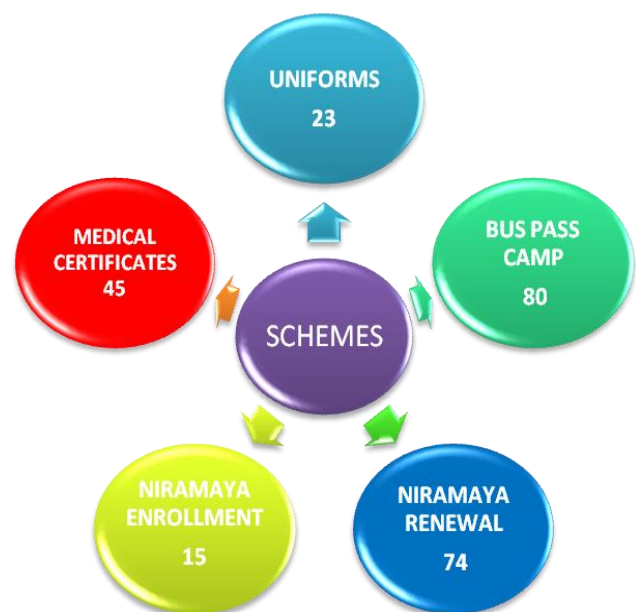 UNIFORMS
23
MEDICAL
CERTIFICATES
45
BUS PASS
CAMP
80
SCHEMES
NIRAMAYA
ENROLLMENT
15
NIRAMAYA
RENEWAL
74